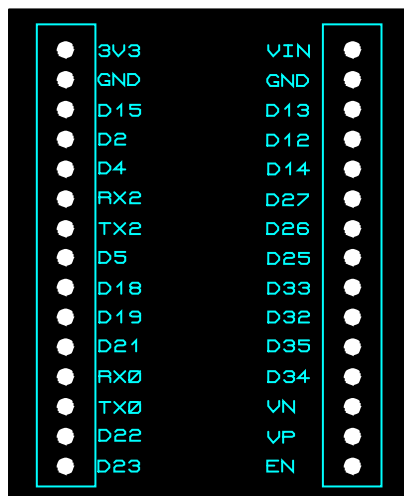 3V3 VIN
GND GND
D15 D13
D2 D12
D4 D14
RX2 D27
TX2 D26
D5 D25
D18 D33
D19 D32
D21 D35
RX0 D34
TX0 VN
D22 VP
D23 EN